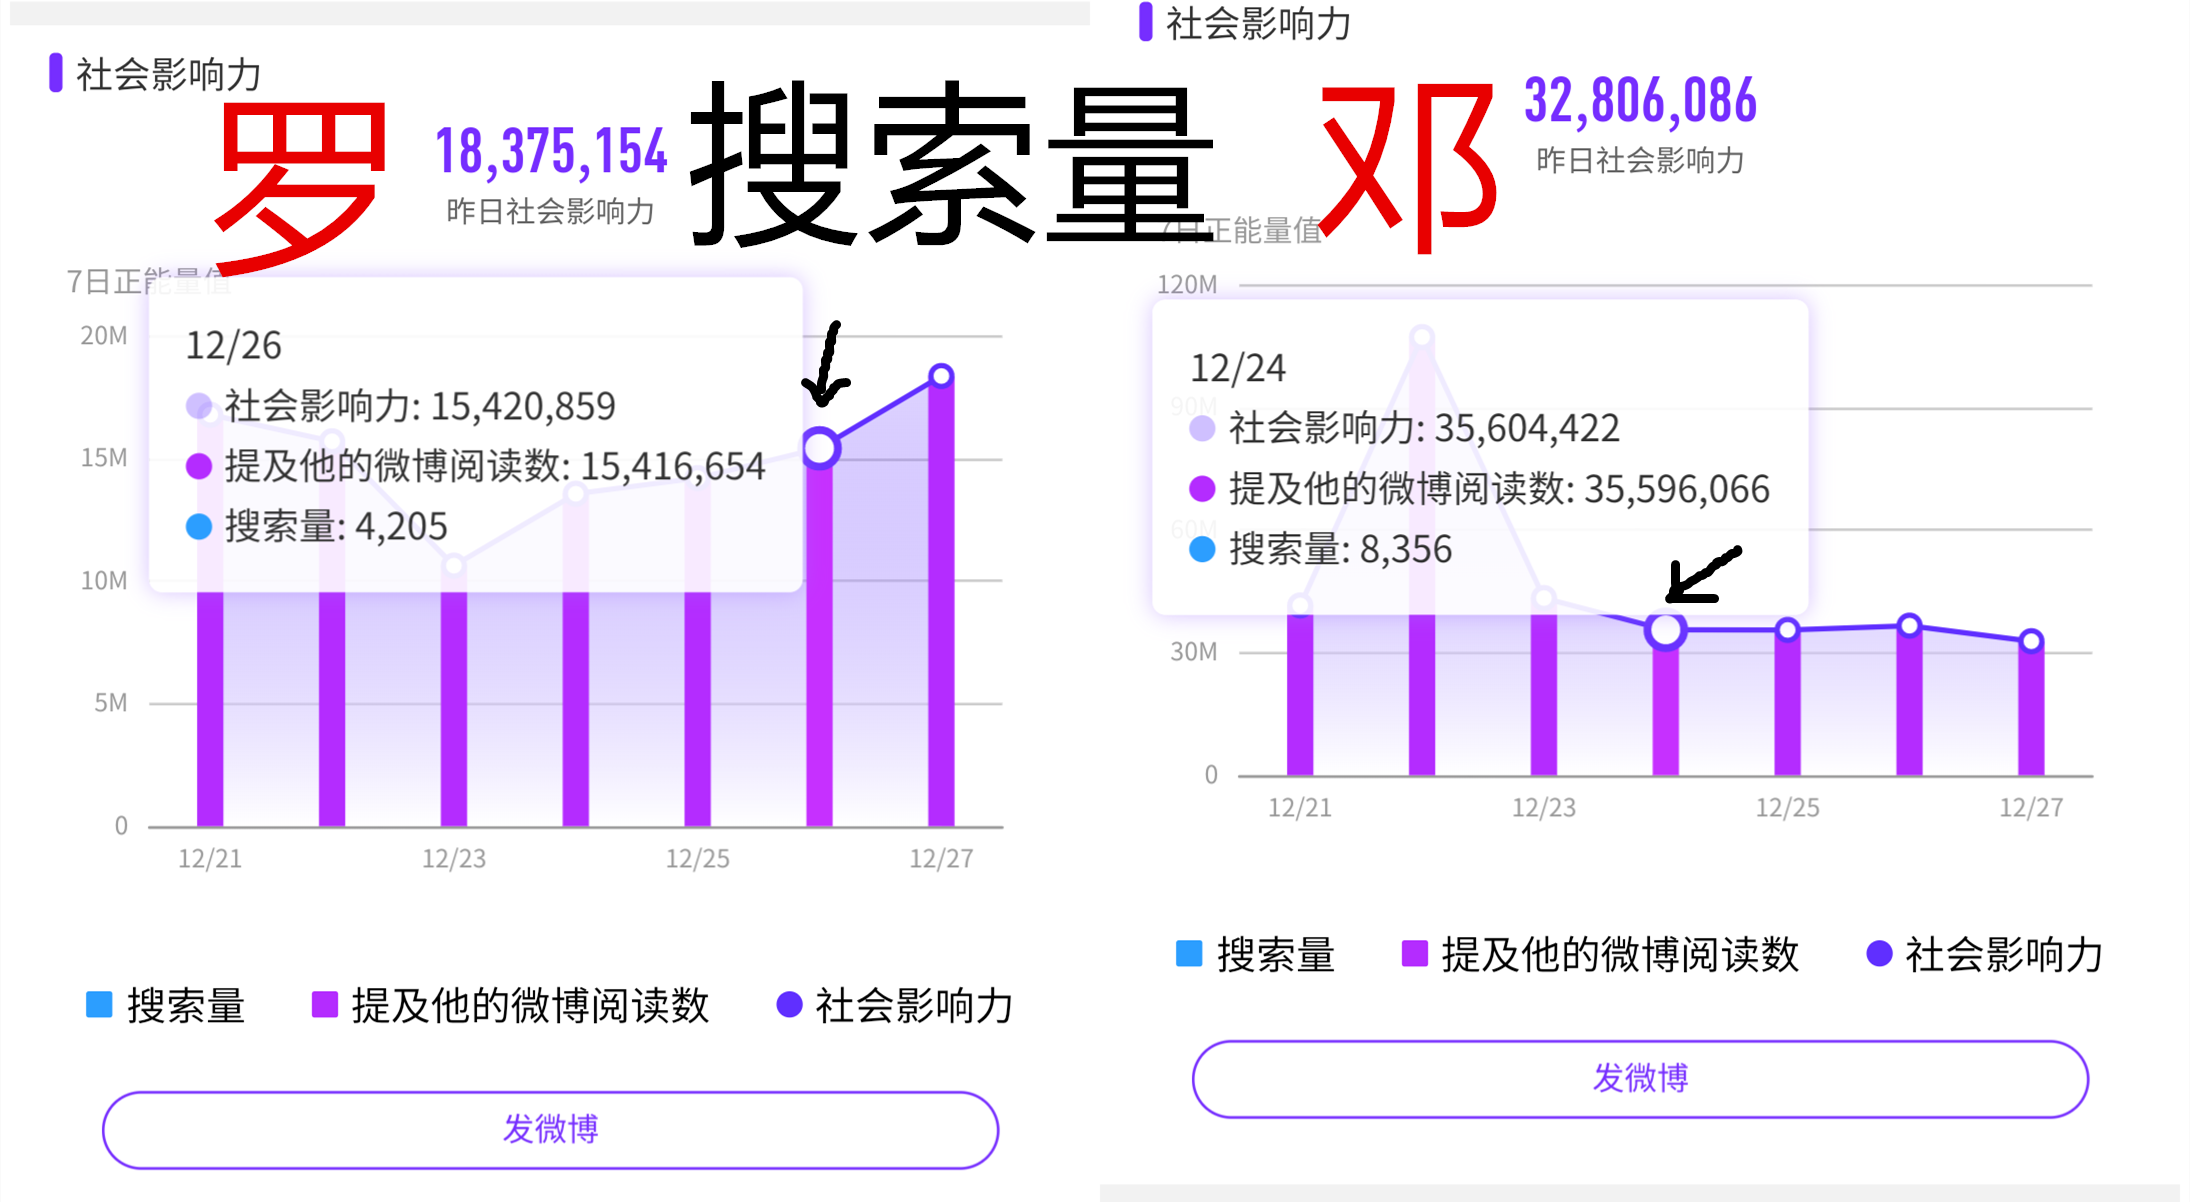 社会影响力
罗
18,375,154
昨日社会影响力
搜索量
7日正能量值
20M
15M
10M
5M
0
12/26
社会影响力: 15,420,859
提及他的微博阅读数: 15,416,654
搜索量: 4,205
12/21
12/23
12/25
12/27
搜索量
提及他的微博阅读数
社会影响力
发微博
社会影响力
邓
32,806,086
昨日社会影响力
7日正能量值
120M
90M
60M
30M
0
12/24
社会影响力: 35,604,422
提及他的微博阅读数: 35,596,066
搜索量: 8,356
12/21
12/23
12/25
12/27
搜索量
提及他的微博阅读数
社会影响力
发微博